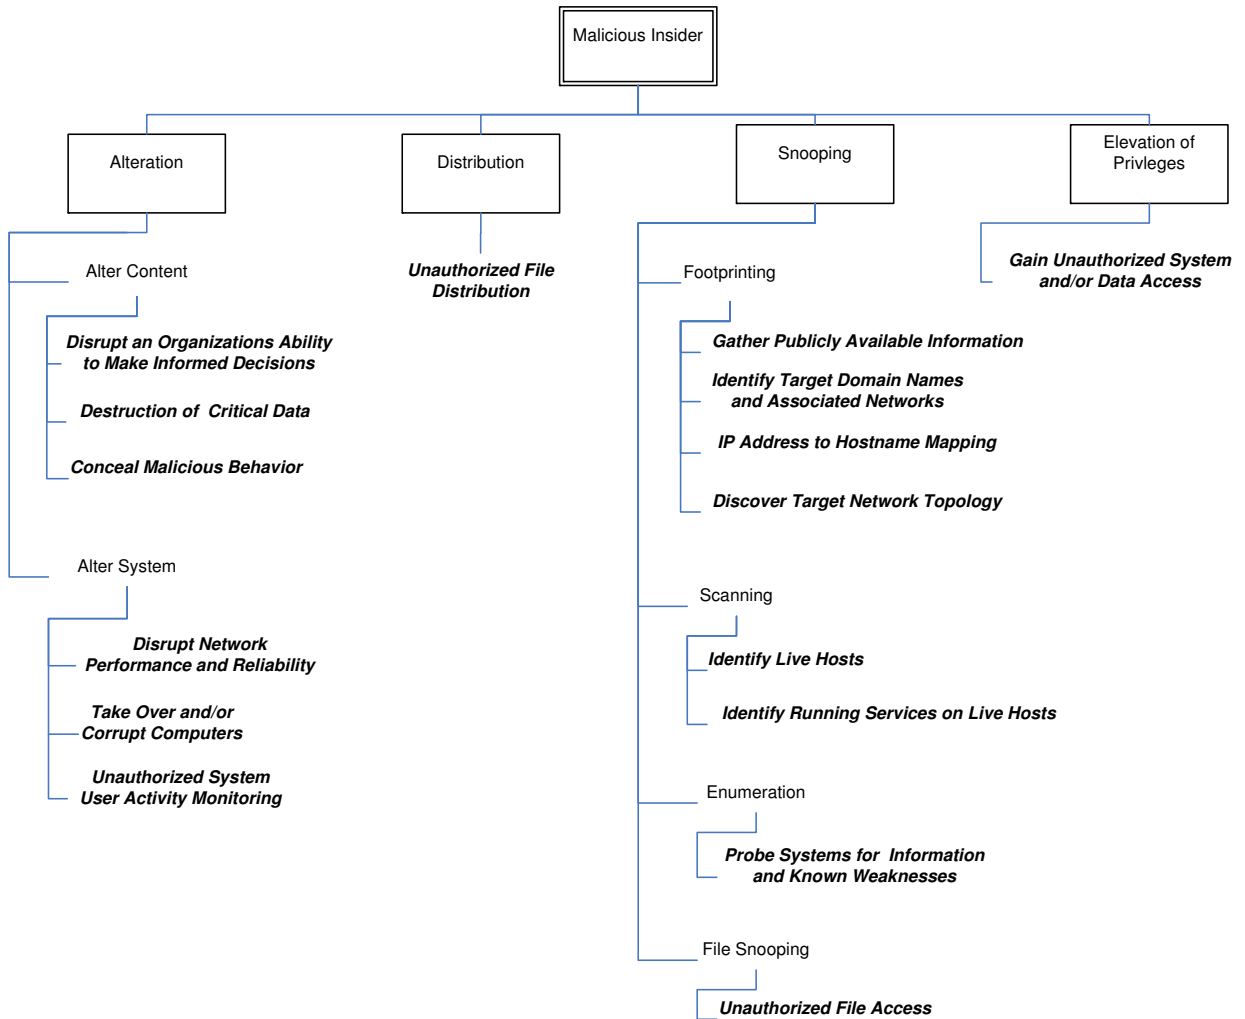 Malicious Insider
Alteration
Distribution
Snooping
Elevation of
Privleges
Alter Content
Disrupt an Organizations Ability
to Make Informed Decisions
Destruction of Critical Data
Conceal Malicious Behavior
Alter System
Disrupt Network
Performance and Reliability
Take Over and/or
Corrupt Computers
Unauthorized System
User Activity Monitoring
Unauthorized File
Distribution
Footprinting
Gather Publicly Available Information
Identify Target Domain Names
and Associated Networks
IP Address to Hostname Mapping
Discover Target Network Topology
Scanning
Identify Live Hosts
Identify Running Services on Live Hosts
Enumeration
Probe Systems for Information
and Known Weaknesses
File Snooping
Unauthorized File Access
Gain Unauthorized System
and/or Data Access